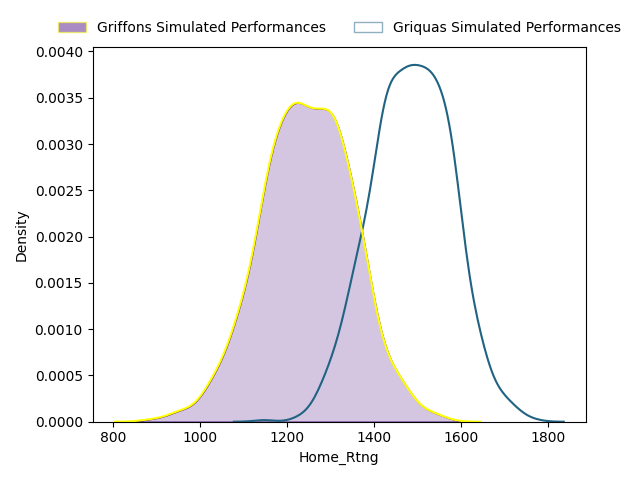 Griffons Simulated Performances
Griquas Simulated Performances
0.0040
0.0035
0.0030
0.0025
0.0020
0.0015
0.0010
0.0005
0.0000
Density
800 1000 1200 1400 1600 1800
Home_Rtng